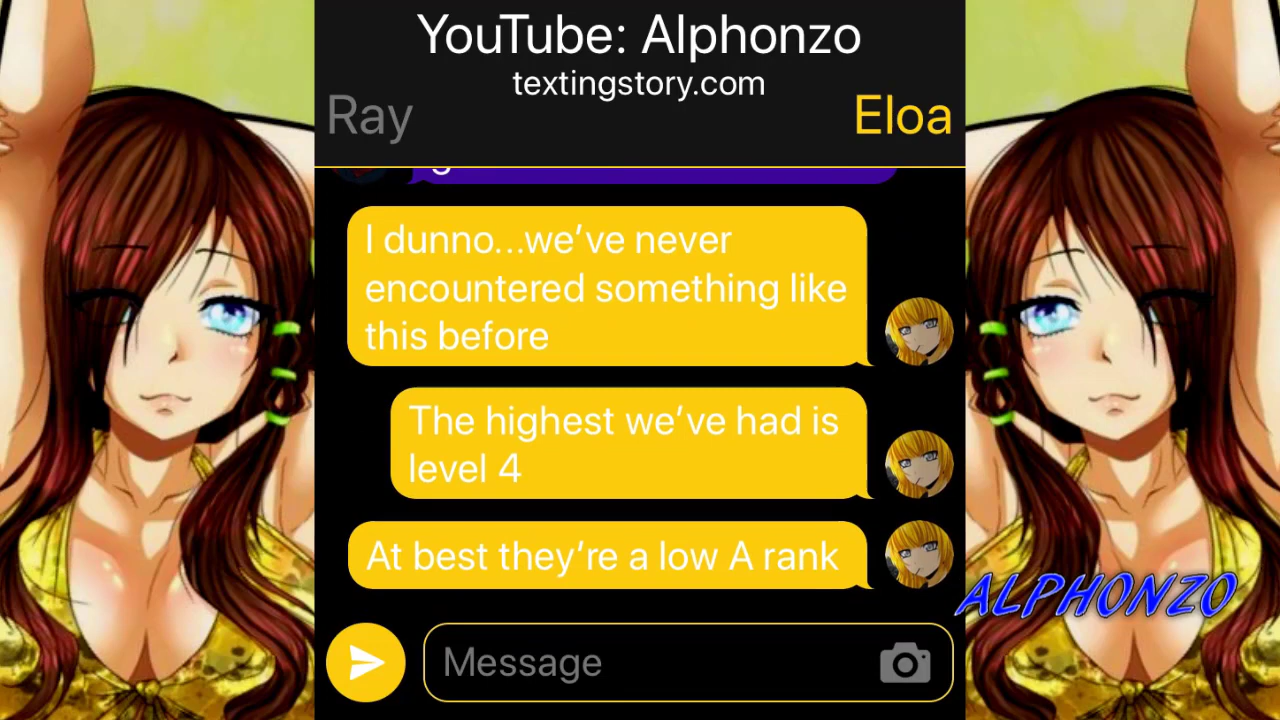 YouTube: Alphonzo
textingstory.com
Ray
Eloa
I dunno...we've never
encountered something like
this before
The highest we've had is
level 4
At best they're a low A rank
Message
ALPHONZO